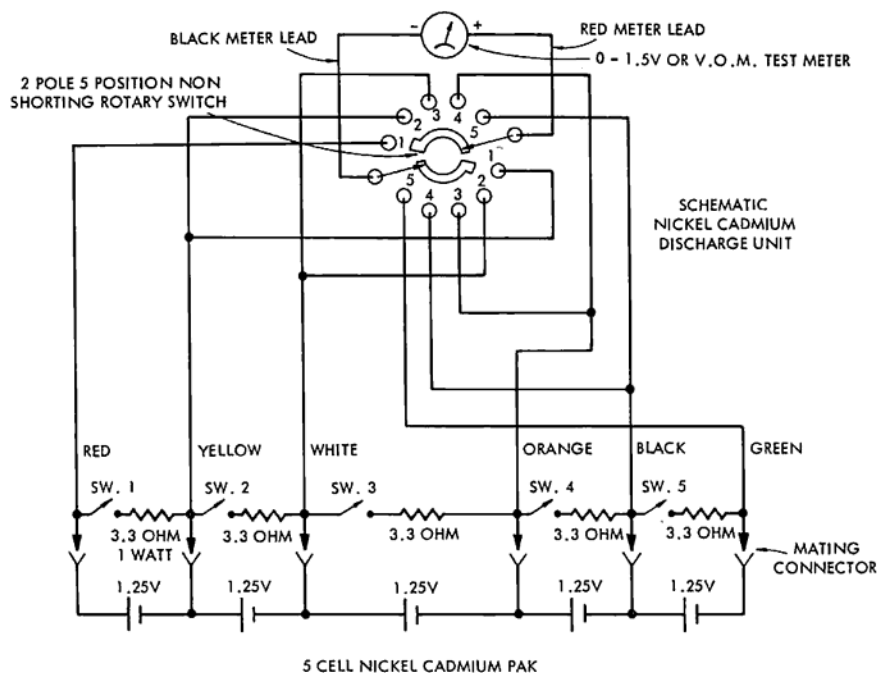 - +
BLACK METER LEAD
RED METER LEAD
0 - 1.5V OR V.O.M. TEST METER
2 POLE 5 POSITION NON
SHORTING ROTARY SWITCH
3 4
2 5
1
1
5 2
4 3
SCHEMATIC
NICKEL CADMIUM
DISCHARGE UNIT
RED YELLOW WHITE ORANGE BLACK GREEN
SW. 1 SW. 2 SW. 3 SW. 4 SW. 5
3.3 OHM 3.3 OHM 3.3 OHM 3.3 OHM 3.3 OHM
1 WATT
MATING
CONNECTOR
1.25V 1.25V 1.25V 1.25V 1.25V
5 CELL NICKEL CADMIUM PAK